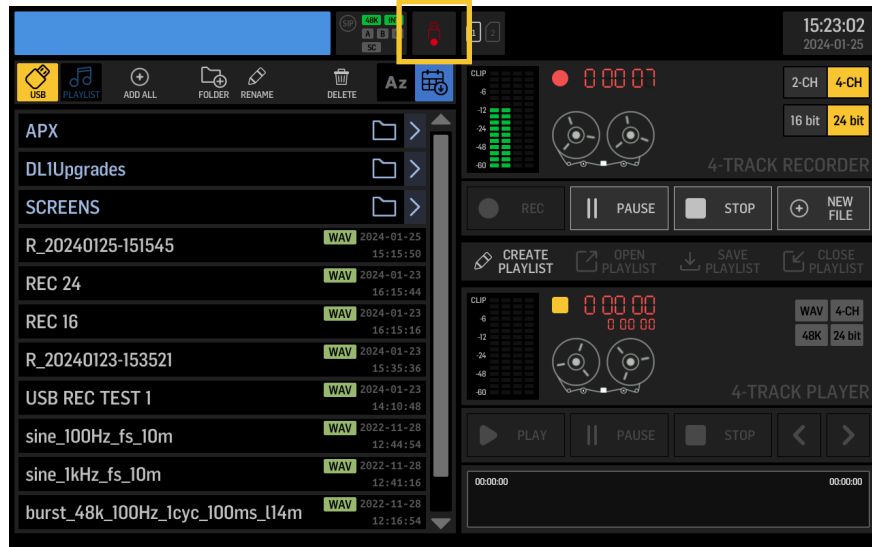 SIP
48K INT
A B
SC
1 2
15:23:02
2024-01-25
USB
PLAYLIST
ADD ALL
FOLDER
RENAME
DELETE
Az
APX
DL1Upgrades
SCREENS
R_20240125-151545
WAV 2024-01-25
15:15:50
REC 24
WAV 2024-01-23
16:15:44
REC 16
WAV 2024-01-23
16:15:16
R_20240123-153521
WAV 2024-01-23
15:35:36
USB REC TEST 1
WAV 2024-01-23
14:10:48
sine_100Hz_fs_10m
WAV 2022-11-28
12:44:54
sine_1kHz_fs_10m
WAV 2022-11-28
12:41:16
burst_48k_100Hz_1cyc_100ms_l14m
WAV 2022-11-28
12:16:54
CLIP
-6
-12
-24
-48
-60
0 00 07
2-CH 4-CH
16 bit 24 bit
4-TRACK RECORDER
REC
PAUSE
STOP
NEW
FILE
CREATE
PLAYLIST
OPEN
PLAYLIST
SAVE
PLAYLIST
CLOSE
PLAYLIST
CLIP
-6
-12
-24
-48
-60
0 00 00
0 00 00
WAV 4-CH
48K 24 bit
4-TRACK PLAYER
PLAY
PAUSE
STOP
00:00:00
00:00:00